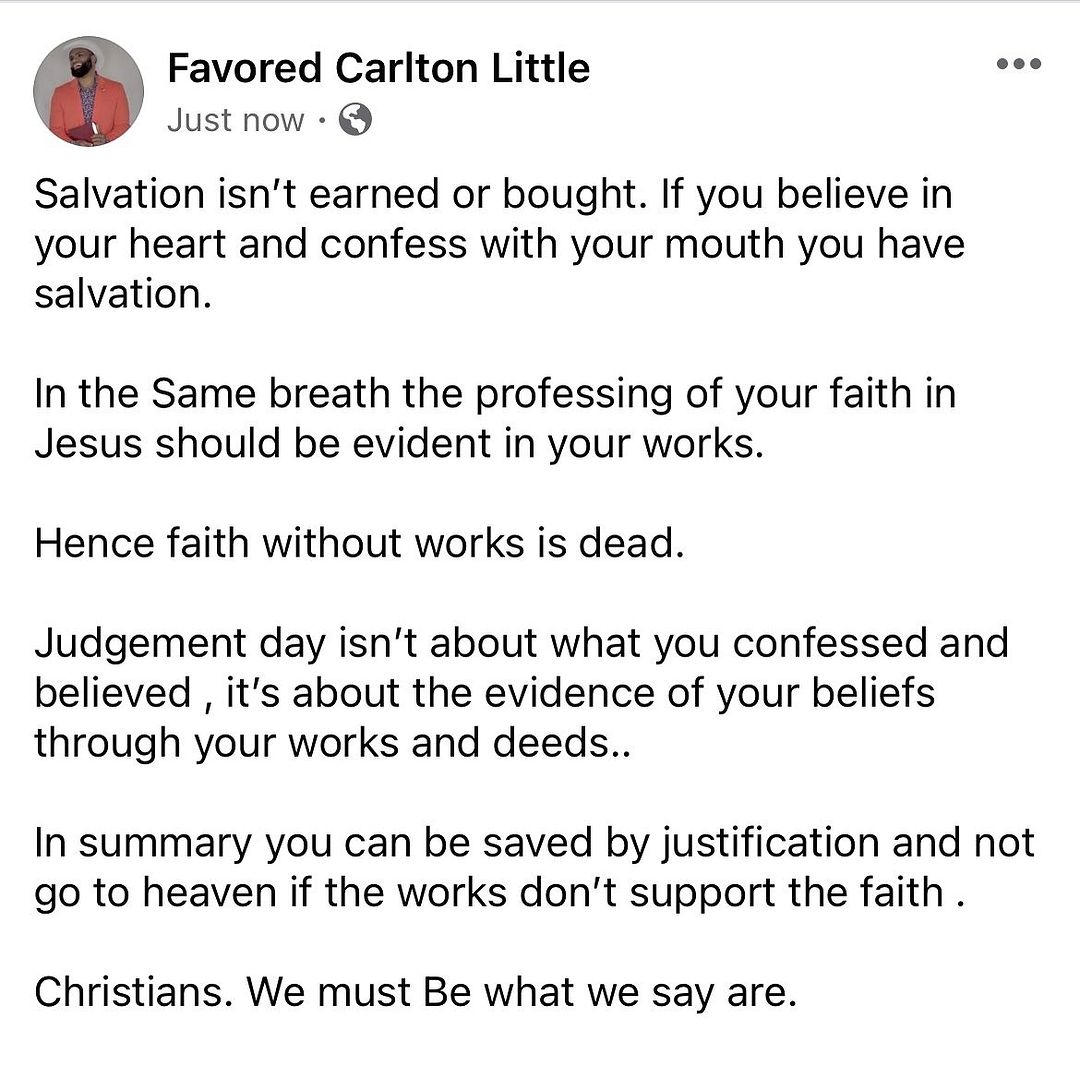 Favored Carlton Little
Just now ·
Salvation isn’t earned or bought. If you believe in
your heart and confess with your mouth you have
salvation.
In the Same breath the professing of your faith in
Jesus should be evident in your works.
Hence faith without works is dead.
Judgement day isn’t about what you confessed and
believed , it’s about the evidence of your beliefs
through your works and deeds..
In summary you can be saved by justification and not
go to heaven if the works don’t support the faith .
Christians. We must Be what we say are.